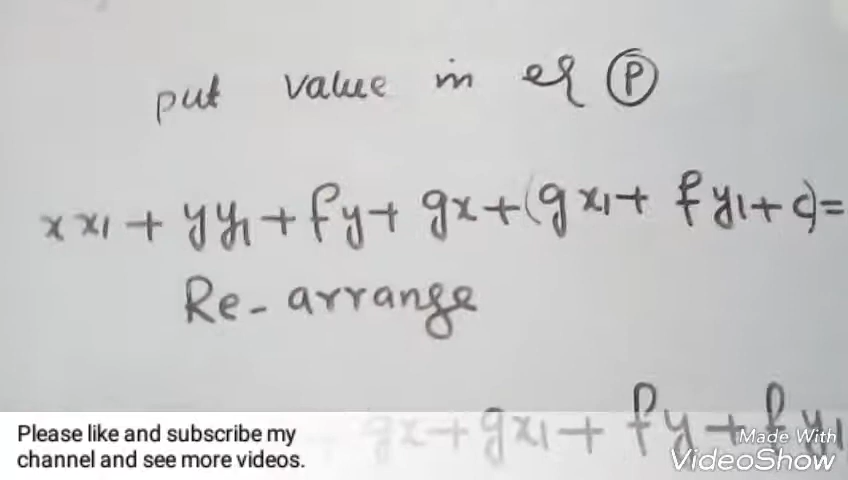 put value in eq (P)
x x1 + yy1 + fy + gx + (gx1 + fy1 + c) =
Re-arrange
+ gx + gx1 + fy + fy1
Please like and subscribe my
channel and see more videos.
Made With
VideoShow